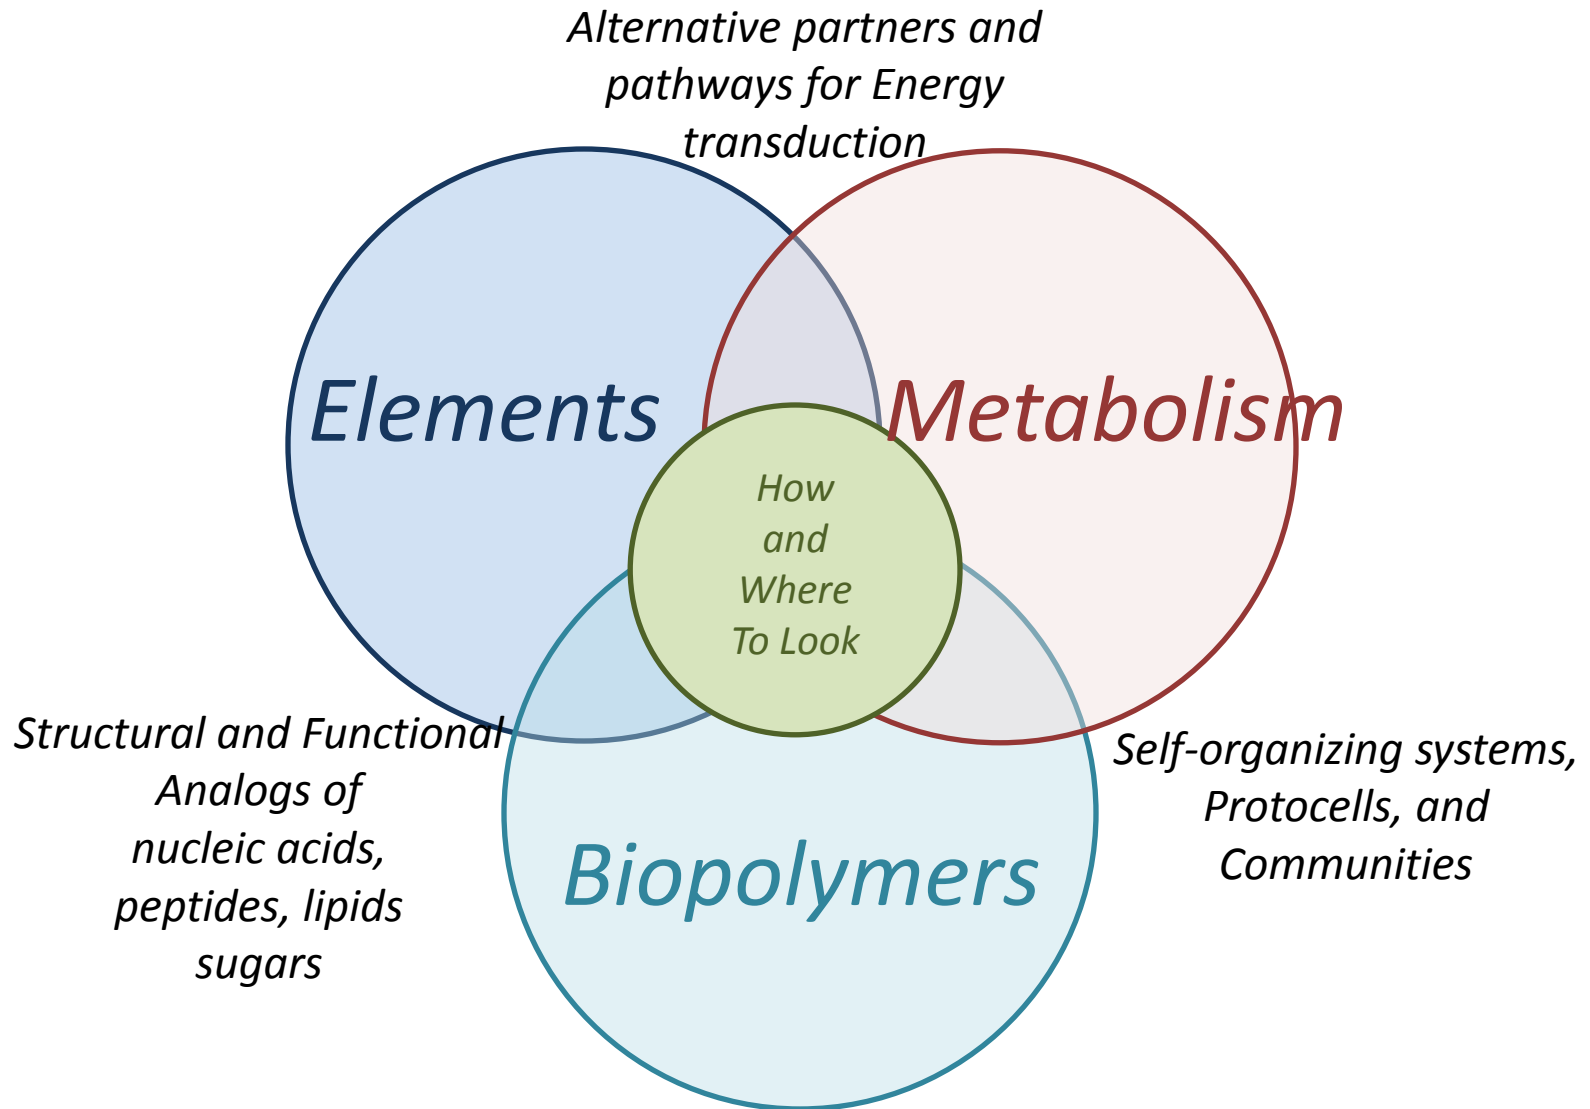 Alternative partners and
pathways for Energy
transduction
Elements
Metabolism
How
and
Where
To Look
Structural and Functional
Analogs of
nucleic acids,
peptides, lipids
sugars
Self-organizing systems,
Protocells, and
Communities
Biopolymers